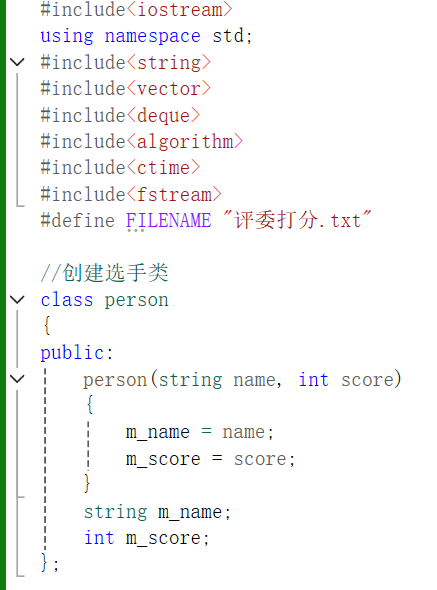 #include<iostream>
using namespace std;
#include<string>
#include<vector>
#include<deque>
#include<algorithm>
#include<ctime>
#include<fstream>
#define FILENAME "评委打分.txt"
//创建选手类
class person
{
public:
person(string name, int score)
{
m_name = name;
m_score = score;
}
string m_name;
int m_score;
};